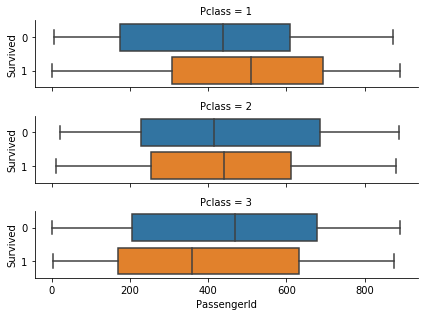 Pclass = 1
Survived
0
1
Pclass = 2
Survived
0
1
Pclass = 3
Survived
0
1
0 200 400 600 800
PassengerId